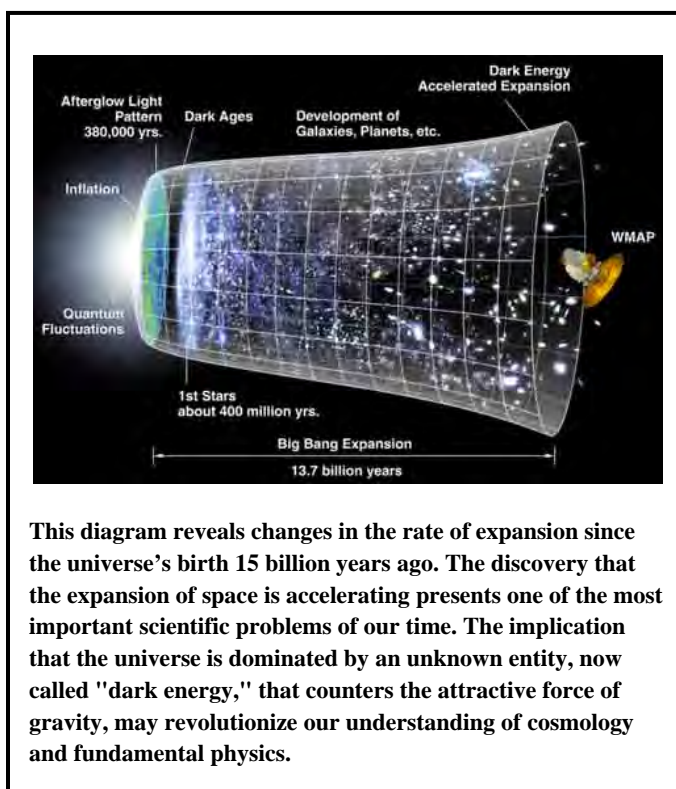 Dark Energy
Accelerated Expansion
Afterglow Light
Pattern
380,000 yrs.
Dark Ages
Development of
Galaxies, Planets, etc.
Inflation
WMAP
Quantum
Fluctuations
1st Stars
about 400 million yrs.
Big Bang Expansion
13.7 billion years
This diagram reveals changes in the rate of expansion since
the universe's birth 15 billion years ago. The discovery that
the expansion of space is accelerating presents one of the most
important scientific problems of our time. The implication
that the universe is dominated by an unknown entity, now
called "dark energy," that counters the attractive force of
gravity, may revolutionize our understanding of cosmology
and fundamental physics.